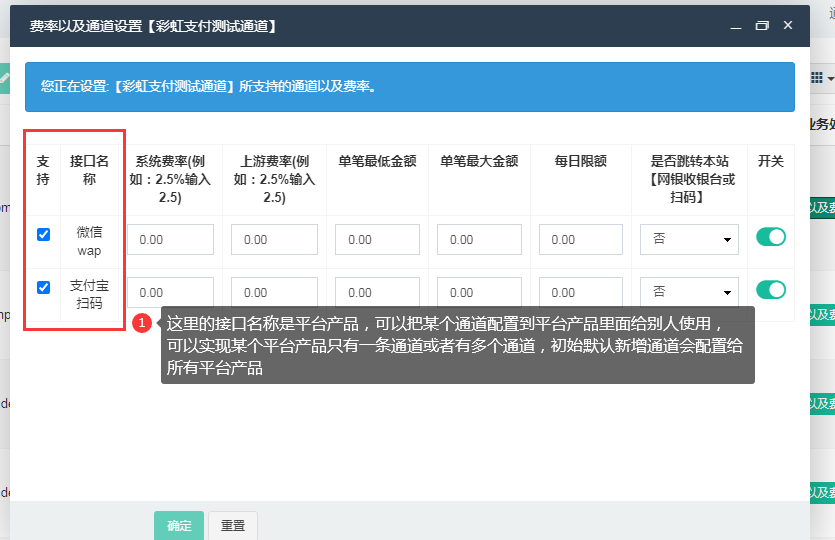 费率以及通道设置【彩虹支付测试通道】
您正在设置:【彩虹支付测试通道】所支持的通道以及费率。
支持
接口名称
系统费率(例如：2.5%输入2.5)
上游费率(例如：2.5%输入2.5)
单笔最低金额
单笔最大金额
每日限额
是否跳转本站【网银收银台或扫码】
开关
微信wap
0.00
0.00
0.00
0.00
0.00
否
支付宝扫码
0.00
0.00
0.00
0.00
0.00
否
1
这里的接口名称是平台产品，可以把某个通道配置到平台产品里面给别人使用，
可以实现某个平台产品只有一条通道或者有多个通道，初始默认新增通道会配置给
所有平台产品
确定
重置